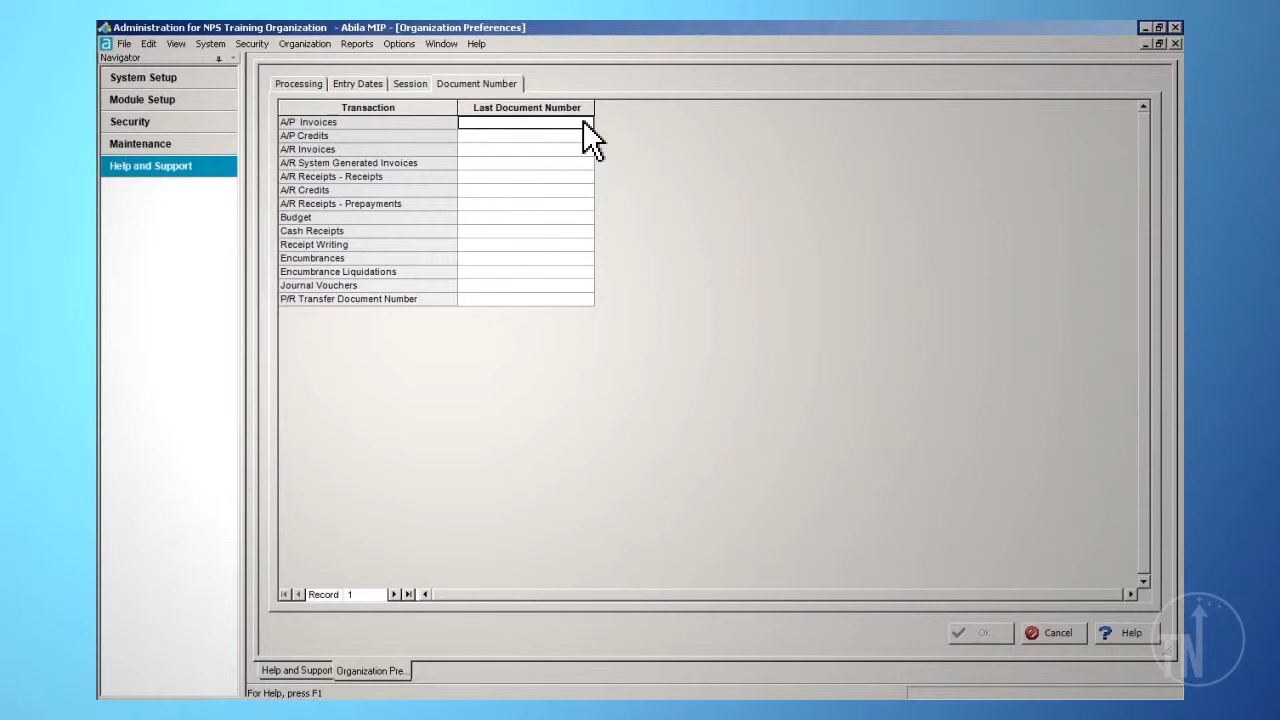 Administration for NPS Training Organization - Abila MIP - [Organization Preferences]
a File Edit View System Security Organization Reports Options Window Help
Navigator
System Setup
Module Setup
Security
Maintenance
Help and Support
Processing Entry Dates Session Document Number
Transaction Last Document Number
A/P Invoices
A/P Credits
A/R Invoices
A/R System Generated Invoices
A/R Receipts - Receipts
A/R Credits
A/R Receipts - Prepayments
Budget
Cash Receipts
Receipt Writing
Encumbrances
Encumbrance Liquidations
Journal Vouchers
P/R Transfer Document Number
Record 1
OK Cancel ? Help
TN
Help and Support Organization Pre...
For Help, press F1